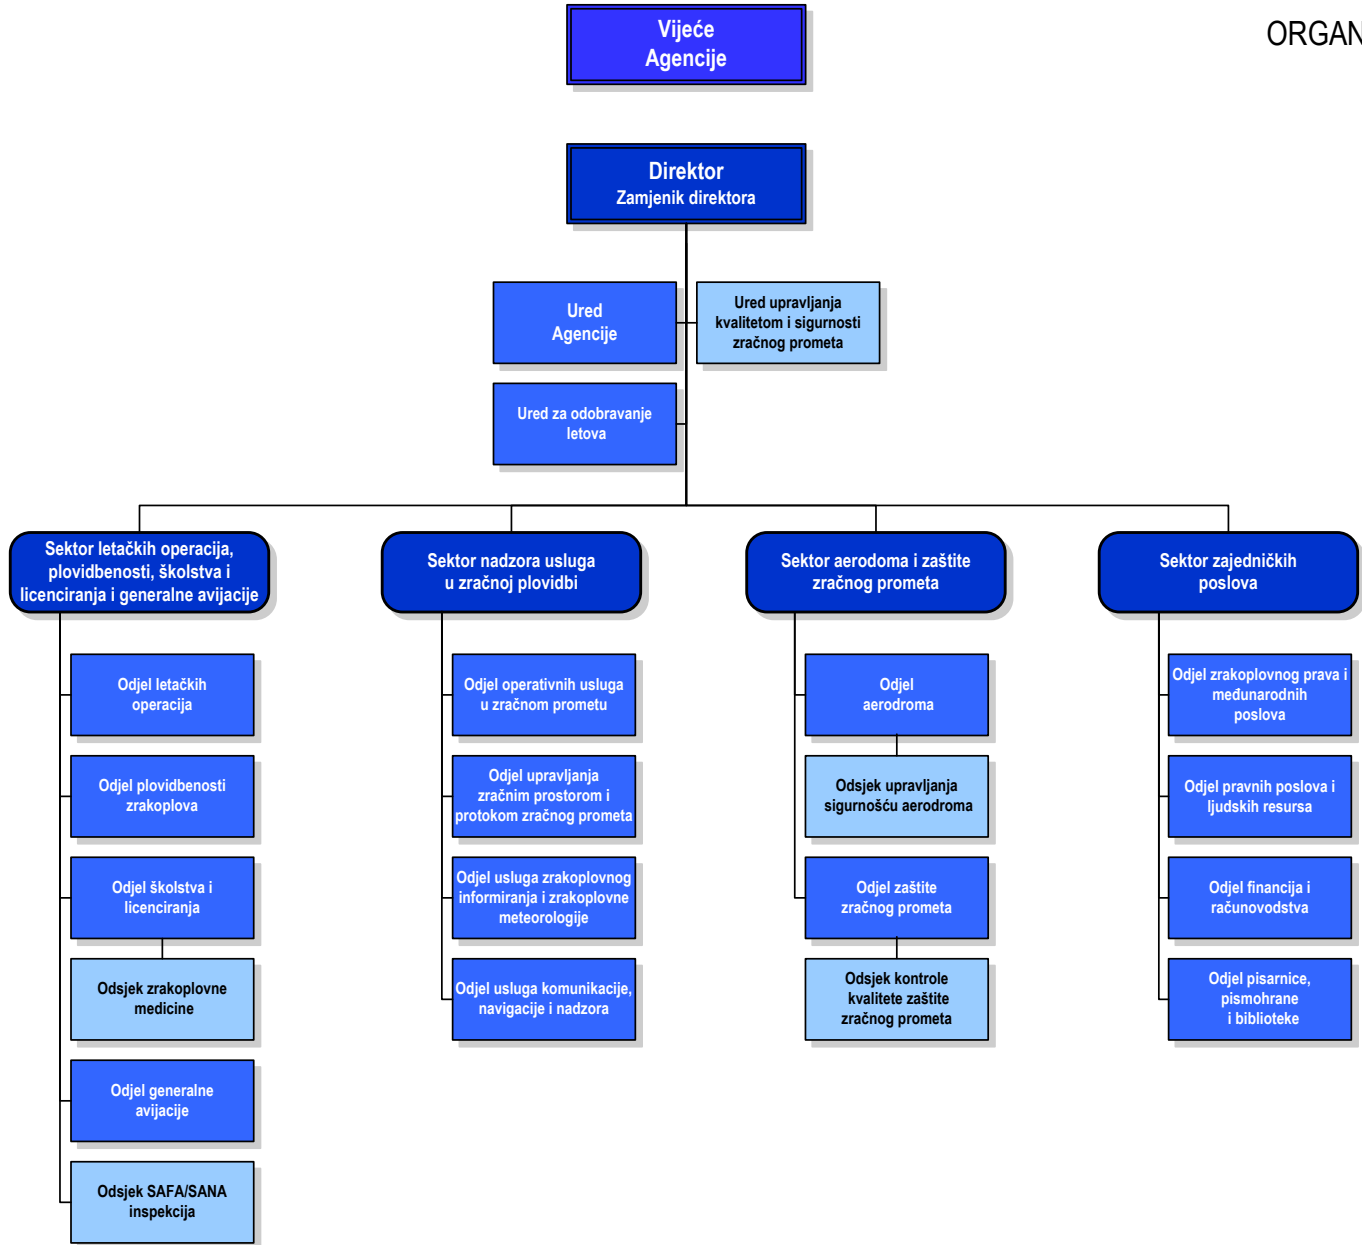 Vijeće
Agencije
ORGAN
Direktor
Zamjenik direktora
Ured
Agencije
Ured upravljanja
kvalitetom i sigurnosti
zračnog prometa
Ured za odobravanje
letova
Sektor letačkih operacija,
plovidbenosti, školstva i
licenciranja i generalne avijacije
Sektor nadzora usluga
u zračnoj plovidbi
Sektor aerodoma i zaštite
zračnog prometa
Sektor zajedničkih
poslova
Odjel letačkih
operacija
Odjel plovidbenosti
zrakoplova
Odjel školstva i
licenciranja
Odsjek zrakoplovne
medicine
Odjel generalne
avijacije
Odsjek SAFA/SANA
inspekcija
Odjel operativnih usluga
u zračnom prometu
Odjel upravljanja
zračnim prostorom i
protokom zračnog prometa
Odjel usluga zrakoplovnog
informiranja i zrakoplovne
meteorologije
Odjel usluga komunikacije,
navigacije i nadzora
Odjel
aerodroma
Odsjek upravljanja
sigurnošću aerodroma
Odjel zaštite
zračnog prometa
Odsjek kontrole
kvalitete zaštite
zračnog prometa
Odjel zrakoplovnog prava i
međunarodnih
poslova
Odjel pravnih poslova i
ljudskih resursa
Odjel financija i
računovodstva
Odjel pisarnice,
pismohrane
i biblioteke